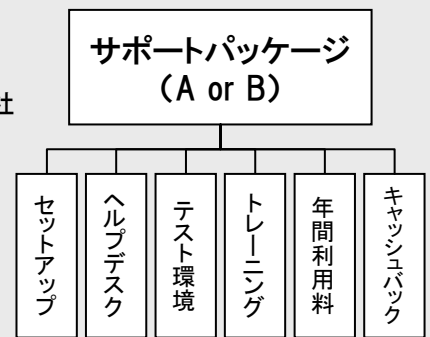 サポートパッケージ
(A or B)
社
セットアップ
ヘルプデスク
テスト環境
トレーニング
年間利用料
キャッシュバック